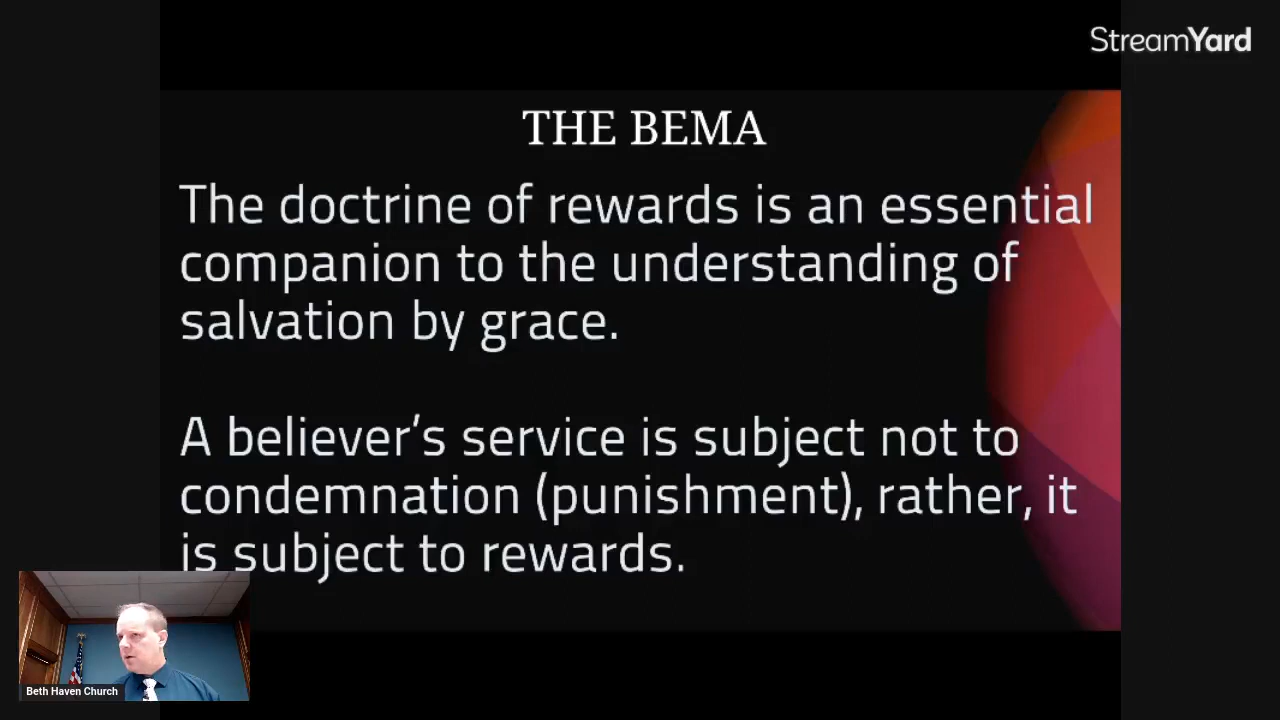 StreamYard
THE BEMA
The doctrine of rewards is an essential
companion to the understanding of
salvation by grace.
A believer's service is subject not to
condemnation (punishment), rather, it
is subject to rewards.
Beth Haven Church